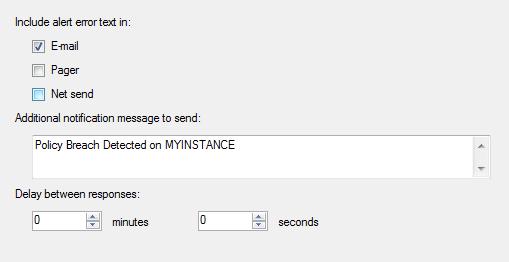 Include alert error text in:
E-mail
Pager
Net send
Additional notification message to send:
Policy Breach Detected on MYINSTANCE
Delay between responses:
0 minutes 0 seconds